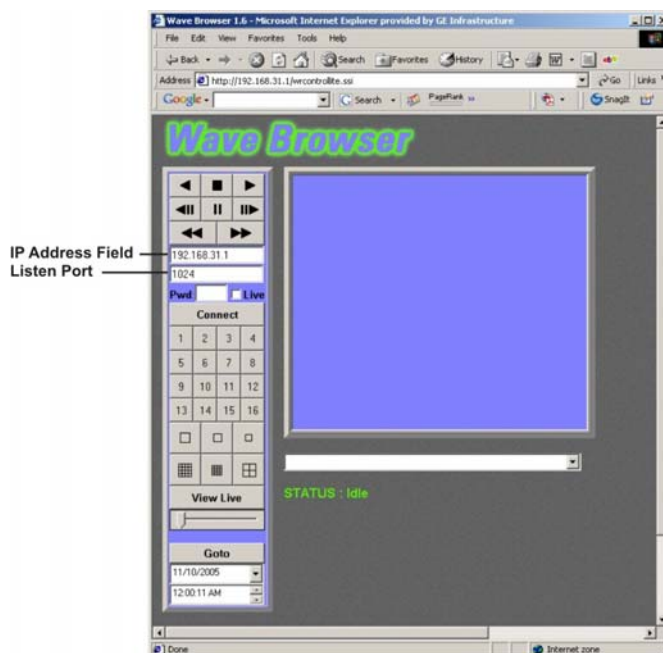 Wave Browser 1.6 - Microsoft Internet Explorer provided by GE Infrastructure
File Edit View Favorites Tools Help
Back Search Favorites History
Address http://192.168.31.1/wrcontrollite.ssi Go Links
Google Search PageRank SnagIt
Wave Browser
IP Address Field
192.168.31.1
Listen Port
1024
Pwd Live
Connect
1 2 3 4
5 6 7 8
9 10 11 12
13 14 15 16
View Live
STATUS : Idle
Goto
11/10/2005
12:00:11 AM
Done Internet zone